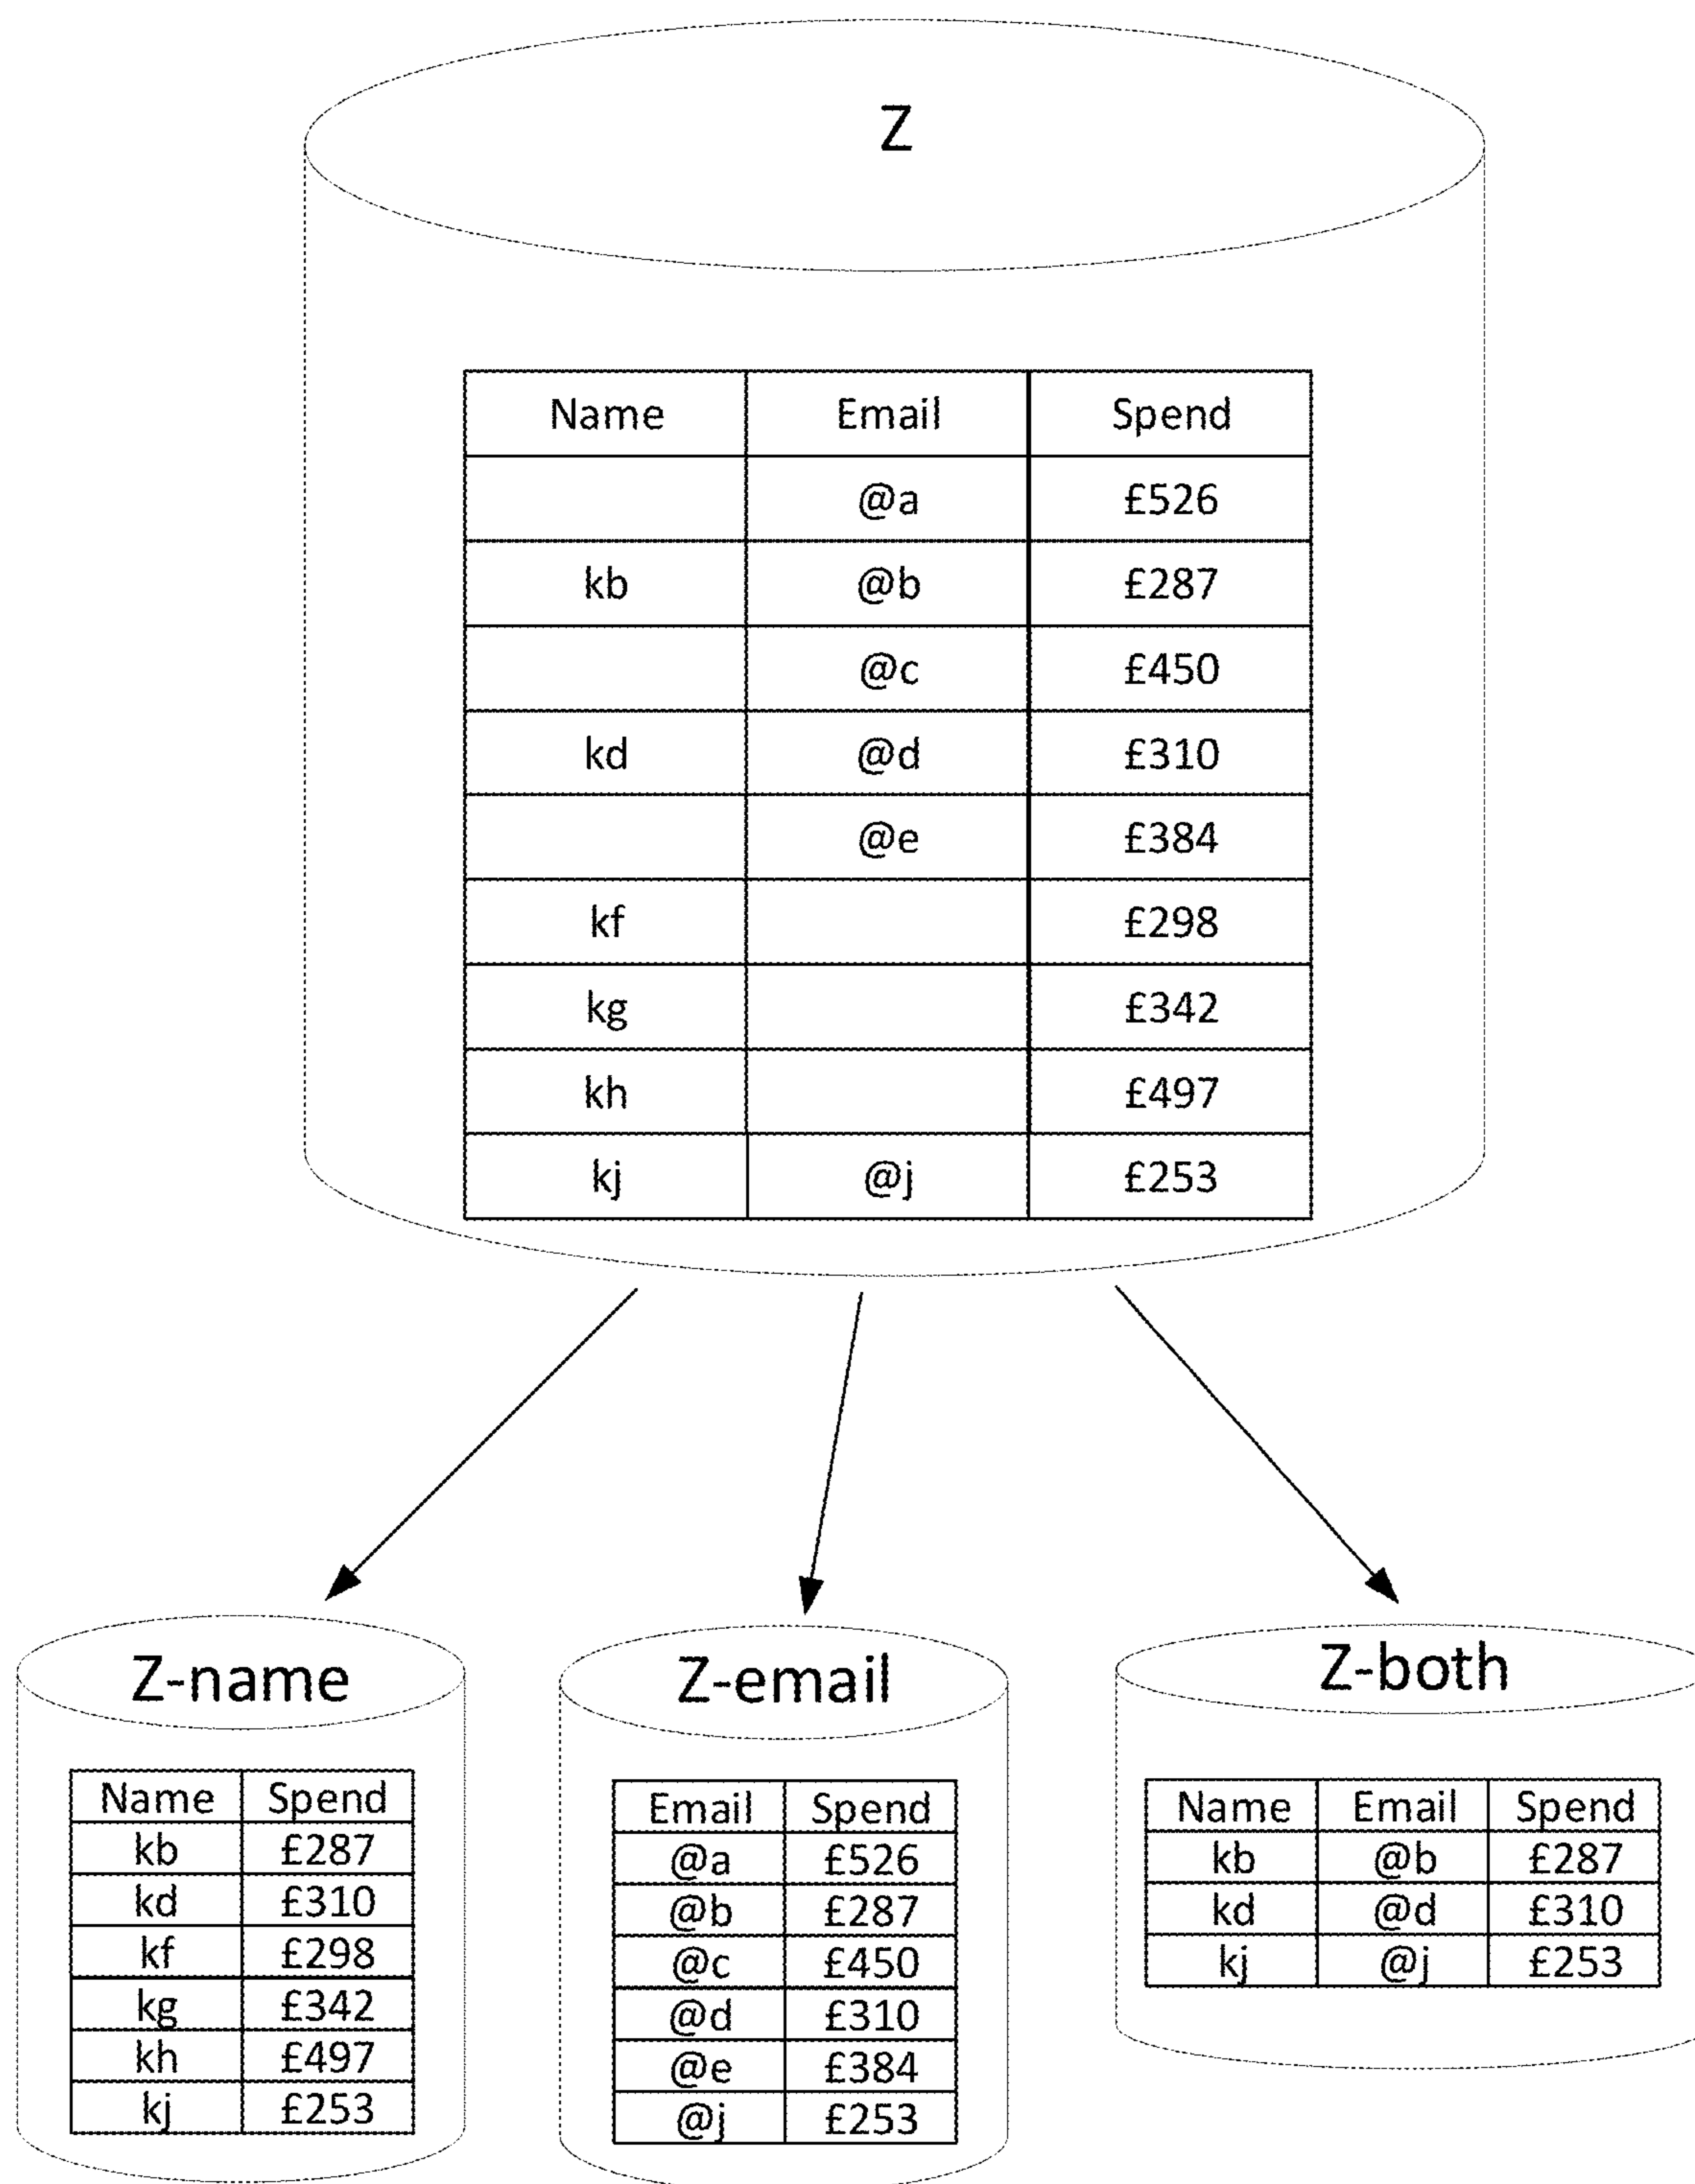 Z
Name Email Spend
@a £526
kb @b £287
@c £450
kd @d £310
@e £384
kf £298
kg £342
kh £497
kj @j £253
Z-name
Name Spend
kb £287
kd £310
kf £298
kg £342
kh £497
kj £253
Z-email
Email Spend
@a £526
@b £287
@c £450
@d £310
@e £384
@j £253
Z-both
Name Email Spend
kb @b £287
kd @d £310
kj @j £253